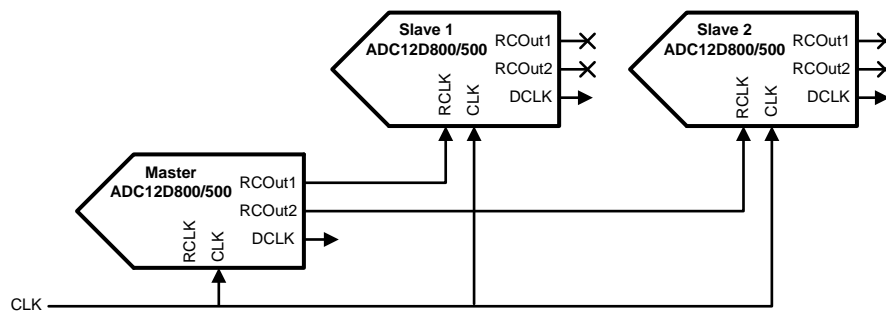 Slave 1
ADC12D800/500
RCOut1
RCOut2
DCLK
RCLK
CLK
Slave 2
ADC12D800/500
RCOut1
RCOut2
DCLK
RCLK
CLK
Master
ADC12D800/500
RCOut1
RCOut2
DCLK
RCLK
CLK
CLK